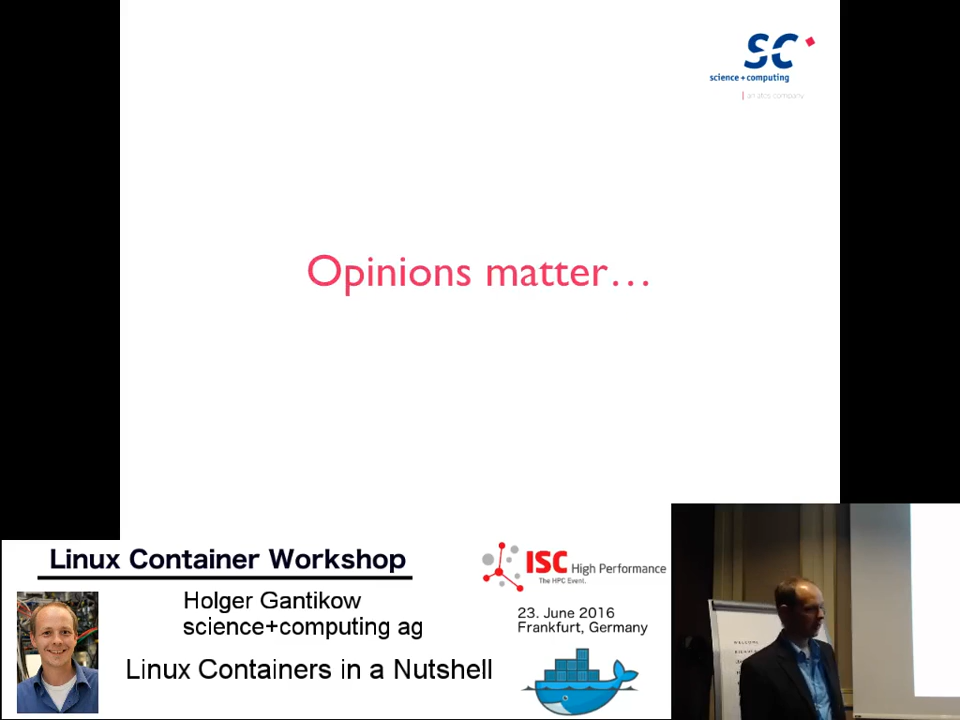 SC
science + computing
an atos company
Opinions matter…
Linux Container Workshop
Holger Gantikow
science+computing ag
Linux Containers in a Nutshell
ISC High Performance
The HPC Event.
23. June 2016
Frankfurt, Germany
WELCOME